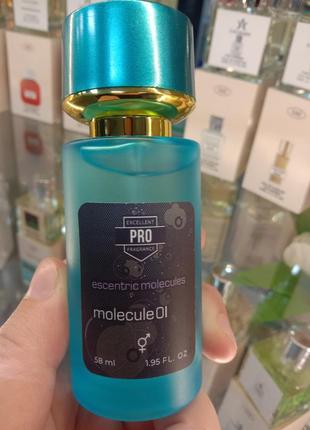 EXCELLENT
PRO
FRAGRANCE
escentric molecules
molecule 01
58 ml 1.95 FL. OZ